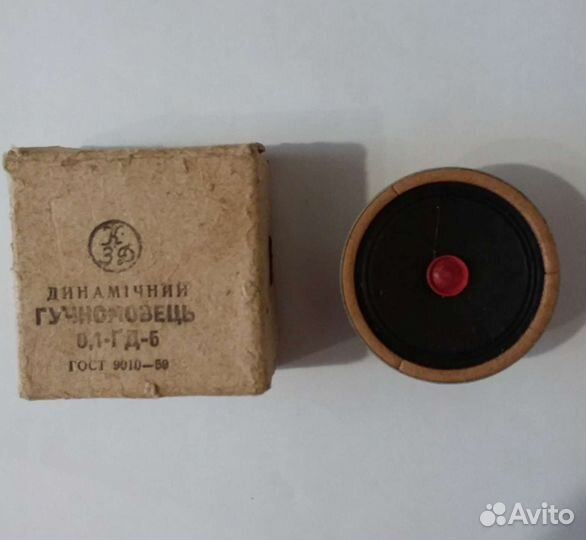 К
З Д
ДИНАМІЧНИЙ
ГУЧНОМОВЕЦЬ
0,1-ГД-6
ГОСТ 9010—59
Avito